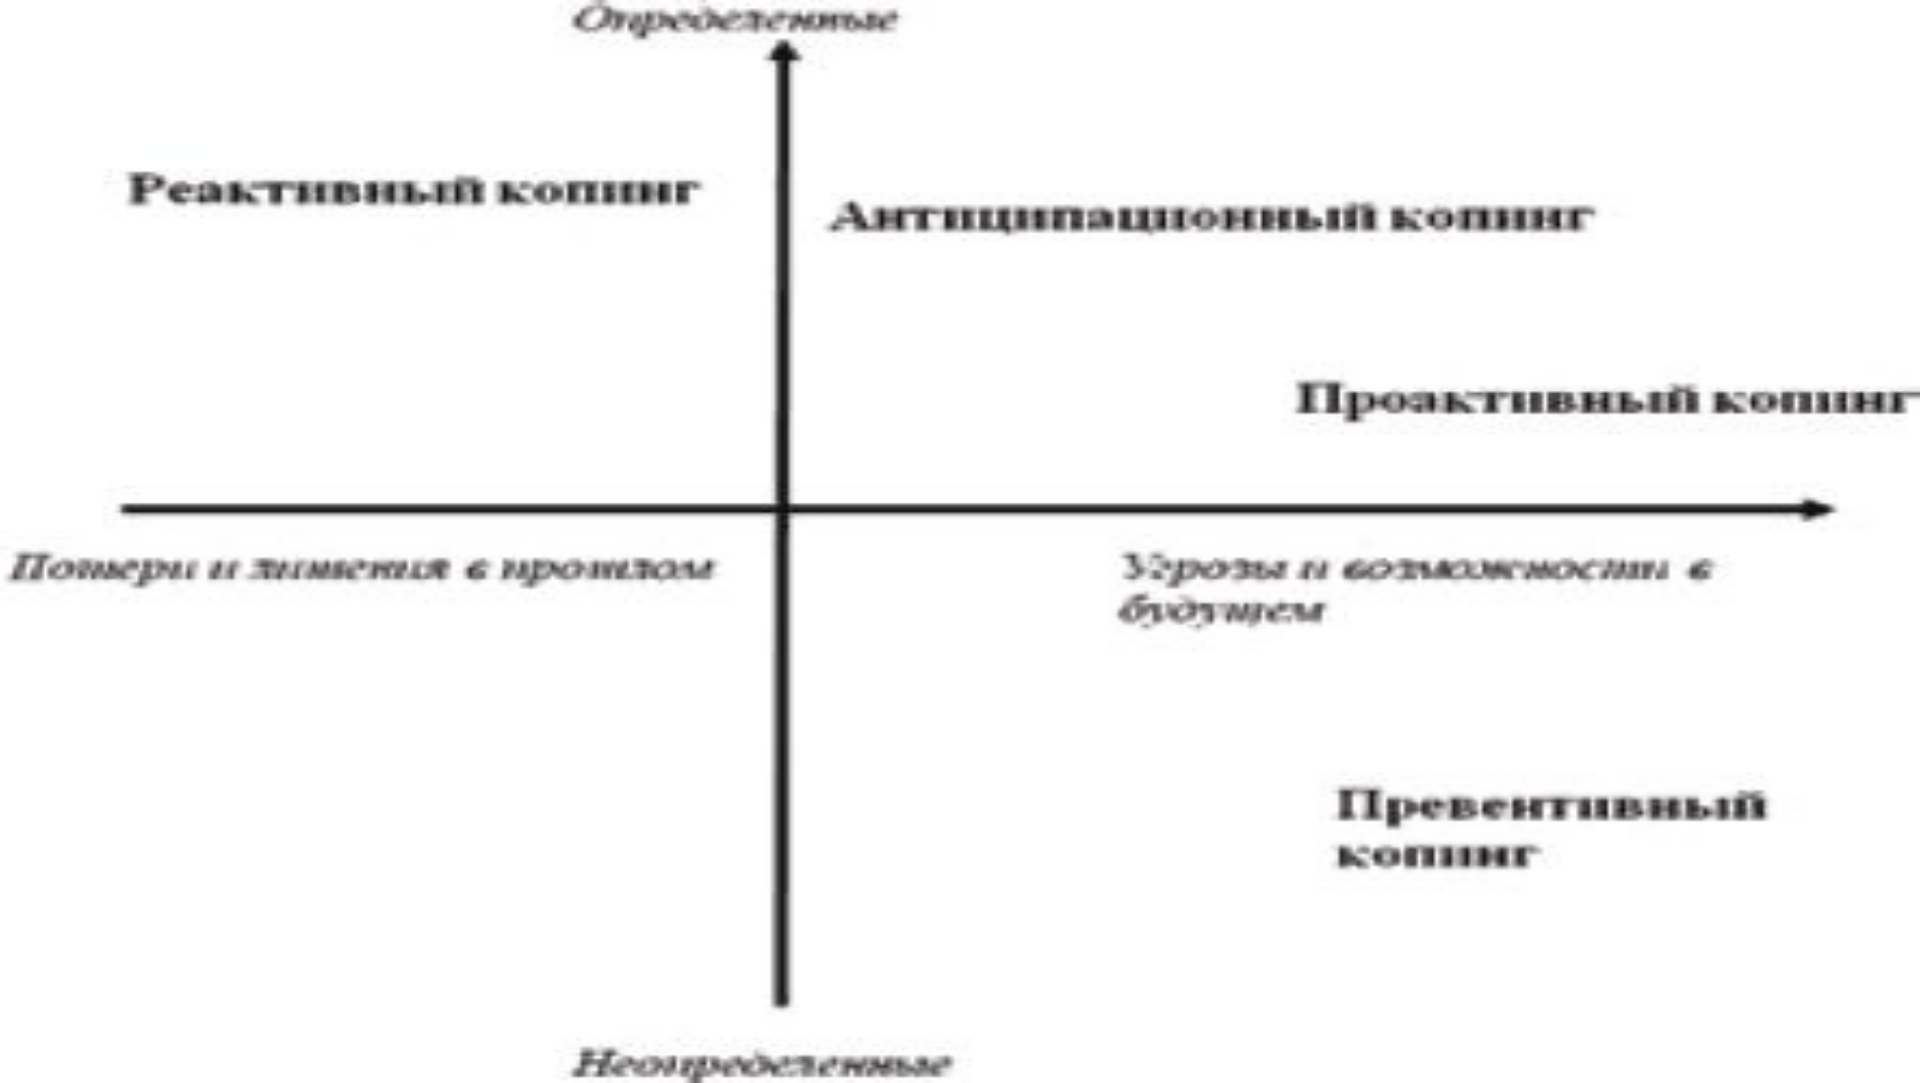 Определенные
Реактивный копинг
Антиципационный копинг
Проактивный копинг
Потери и лишения в прошлом
Угрозы и возможности в
будущем
Превентивный
копинг
Неопределенные